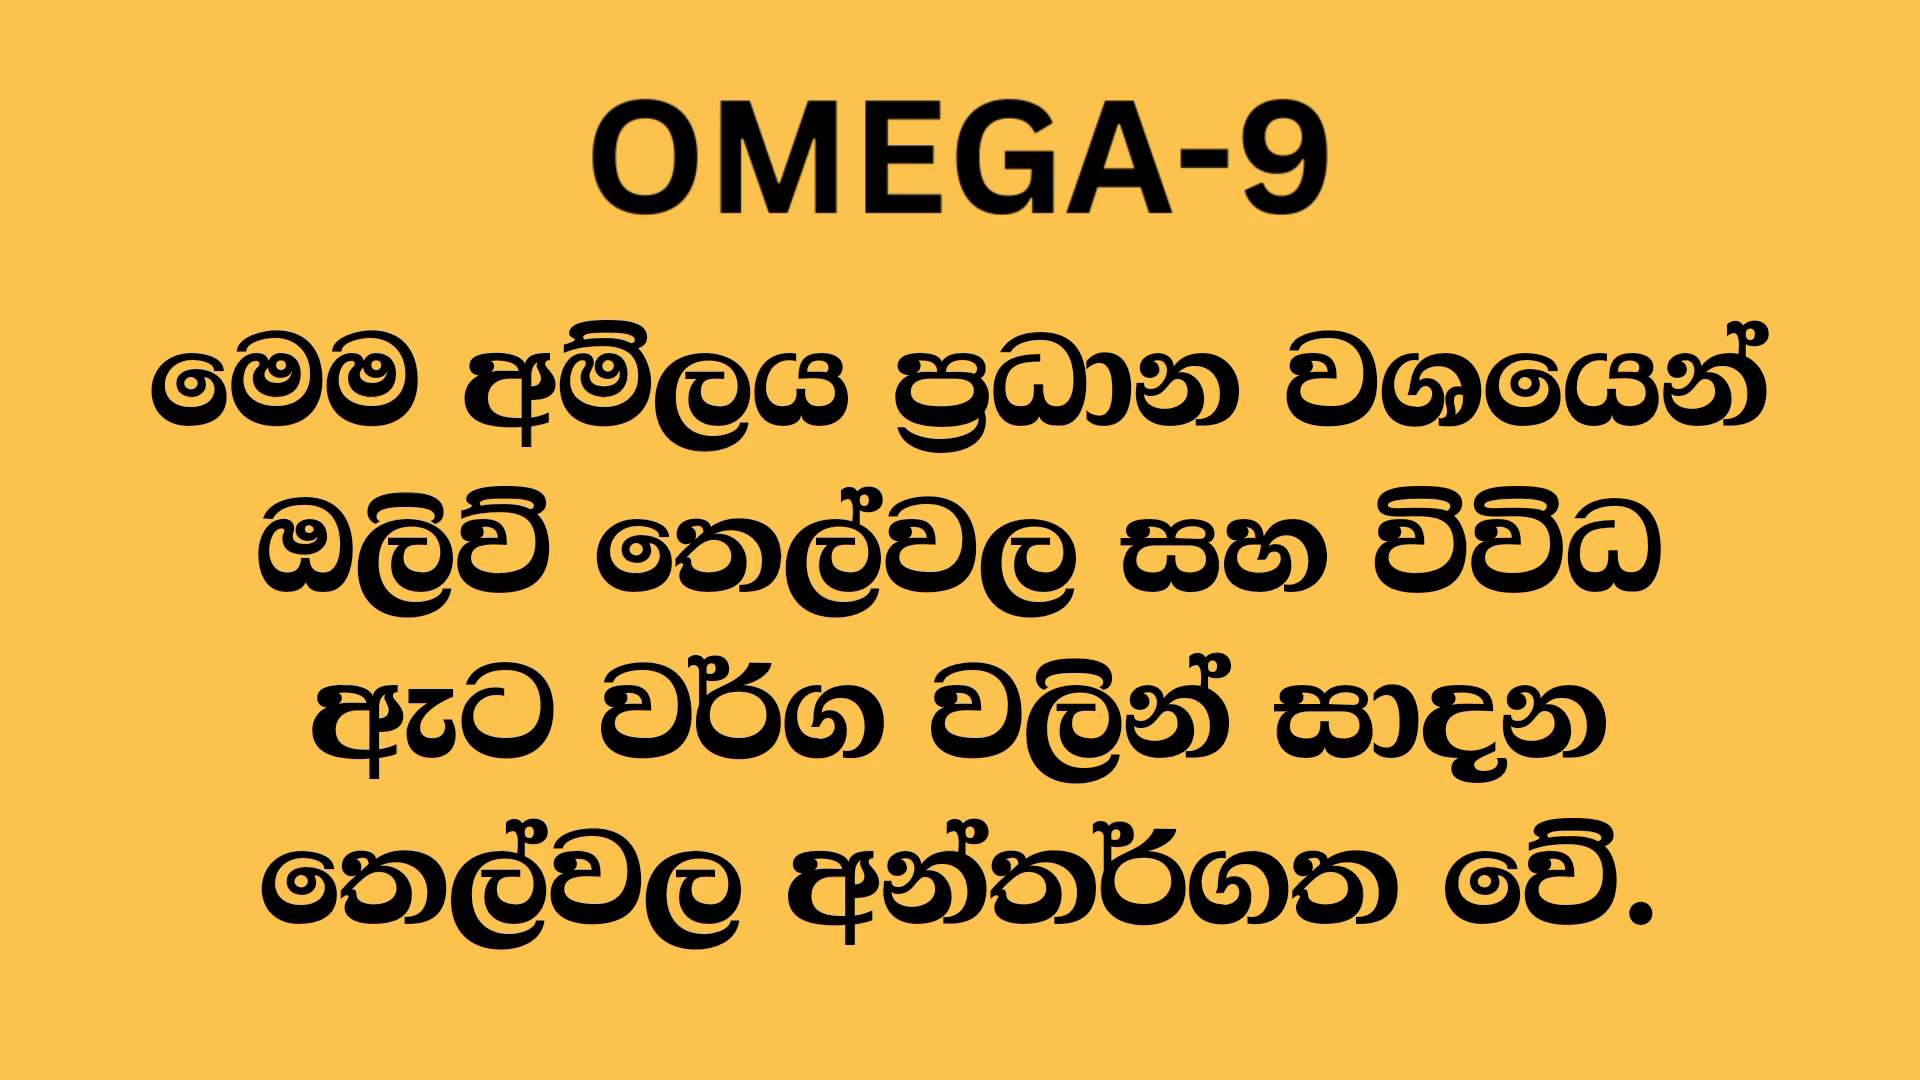 OMEGA-9
මෙම අම්ලය ප්‍රධාන වශයෙන්
ඔලිව් තෙල්වල සහ විවිධ
ඇට වර්ග වලින් සාදන
තෙල්වල අන්තර්ගත වේ.